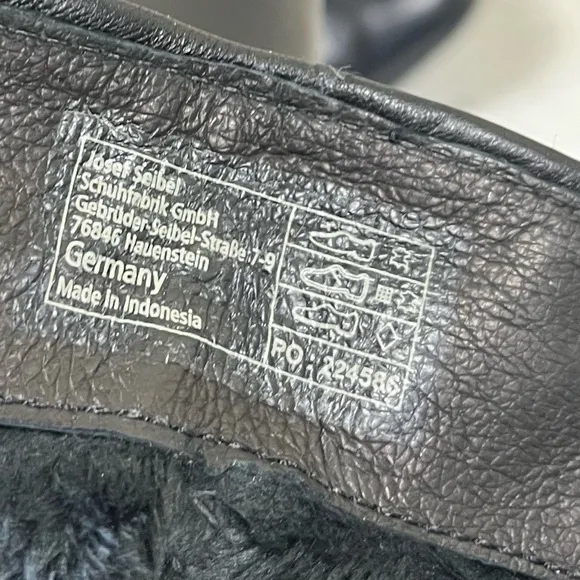 Josef Seibel
Schuhfabrik GmbH
Gebrüder-Seibel-Straße 7-9
76846 Hauenstein
Germany
Made in Indonesia
PO. 224586